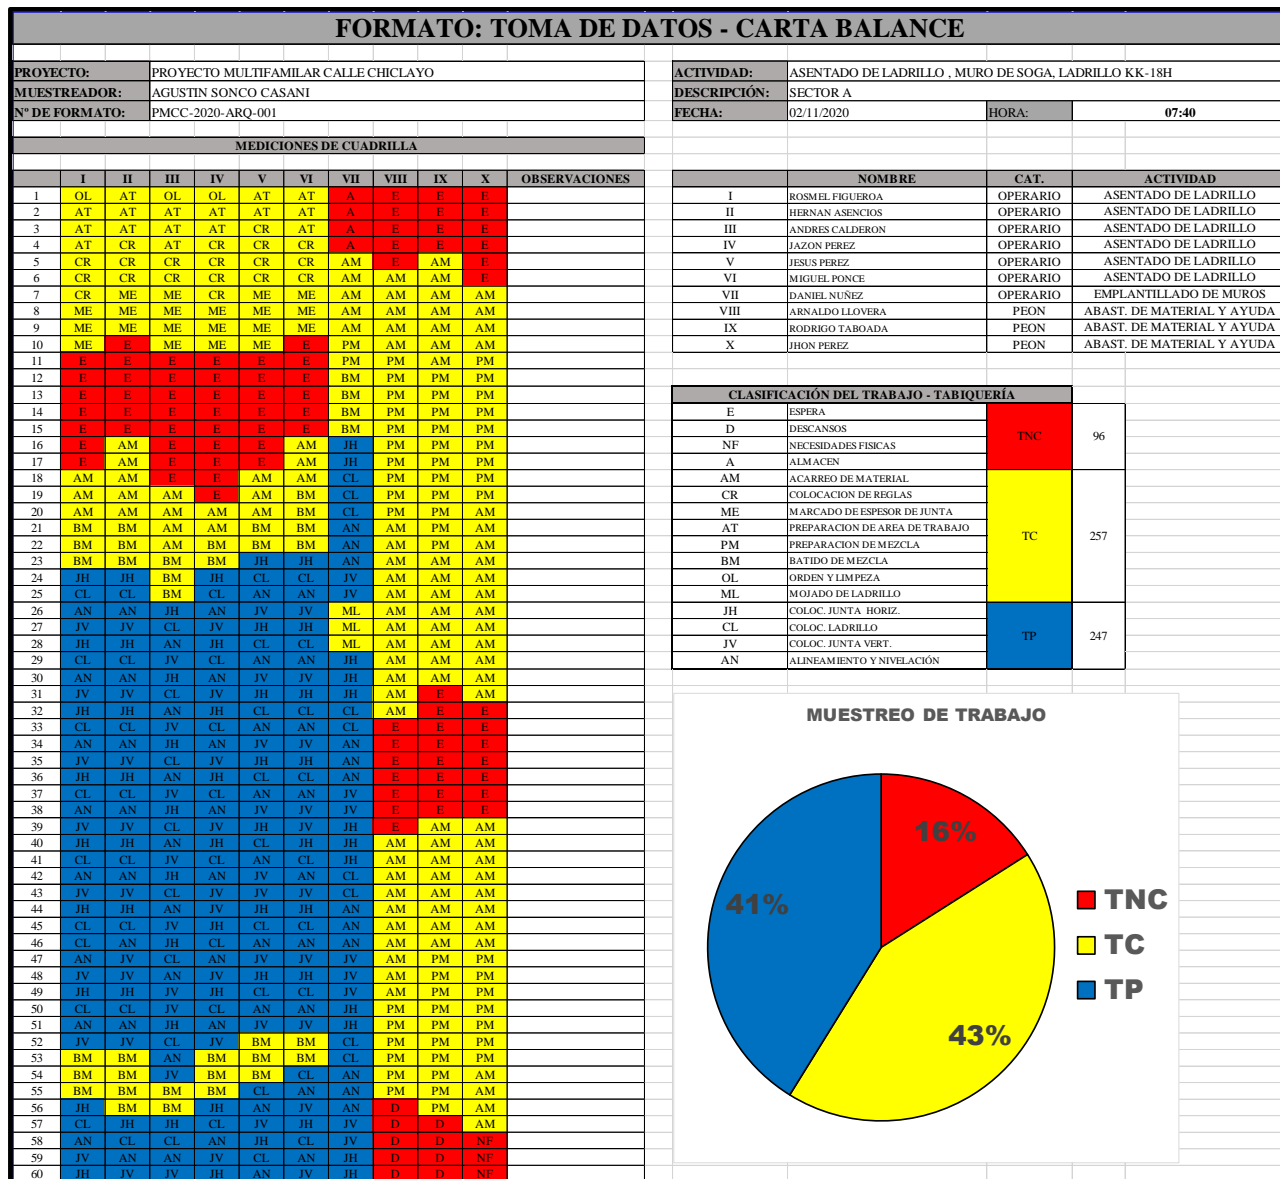 FORMATO: TOMA DE DATOS - CARTA BALANCE
PROYECTO: PROYECTO MULTIFAMILAR CALLE CHICLAYO
MUESTREADOR: AGUSTIN SONCO CASANI
Nº DE FORMATO: PMCC-2020-ARQ-001
ACTIVIDAD: ASENTADO DE LADRILLO , MURO DE SOGA, LADRILLO KK-18H
DESCRIPCIÓN: SECTOR A
FECHA: 02/11/2020 HORA: 07:40
MEDICIONES DE CUADRILLA
I II III IV V VI VII VIII IX X OBSERVACIONES
1 OL AT OL OL AT AT A E E E
2 AT AT AT AT AT AT A E E E
3 AT AT AT AT CR AT A E E E
4 AT CR AT CR CR CR A E E E
5 CR CR CR CR CR CR AM E AM E
6 CR CR CR CR CR CR AM AM AM E
7 CR ME ME CR ME ME AM AM AM AM
8 ME ME ME ME ME ME AM AM AM AM
9 ME ME ME ME ME ME AM AM AM AM
10 ME E ME ME ME E PM AM AM AM
11 E E E E E E PM PM AM PM
12 E E E E E E BM PM PM PM
13 E E E E E E BM PM PM PM
14 E E E E E E BM PM PM PM
15 E E E E E E BM PM PM PM
16 E AM E E E AM JH PM PM PM
17 E AM E E E AM JH PM PM PM
18 AM AM E E AM AM CL PM PM PM
19 AM AM AM E AM BM CL PM PM PM
20 AM AM AM AM AM BM CL PM PM PM
21 BM BM AM AM BM BM AN AM PM AM
22 BM BM AM BM BM BM AN AM PM AM
23 BM BM BM BM JH JH AN AM AM AM
24 JH JH BM JH CL CL JV AM AM AM
25 CL CL BM CL AN AN JV AM AM AM
26 AN AN JH AN JV JV ML AM AM AM
27 JV JV CL JV JH JH ML AM AM AM
28 JH JH AN JH CL CL ML AM AM AM
29 CL CL JV CL AN AN JH AM AM AM
30 AN AN JH AN JV JV JH AM AM AM
31 JV JV CL JV JH JH JH AM E AM
32 JH JH AN JH CL CL CL AM E E
33 CL CL JV CL AN AN CL E E E
34 AN AN JH AN JV JV AN E E E
35 JV JV CL JV JH JH AN E E E
36 JH JH AN JH CL CL AN E E E
37 CL CL JV CL AN AN JV E E E
38 AN AN JH AN JV JV JV E E E
39 JV JV CL JV JH JV JH E AM AM
40 JH JH AN JH CL JH JH AM AM AM
41 CL CL JV CL AN CL JH AM AM AM
42 AN AN JH AN JV AN CL AM AM AM
43 JV JV CL JV JV JV CL AM AM AM
44 JH JH AN JV JH JH AN AM AM AM
45 CL CL JV JH CL CL AN AM AM AM
46 CL AN JH CL AN AN AN AM AM AM
47 AN JV CL AN JV JV AN AM PM PM
48 JV JV AN JV JH JH JV AM PM PM
49 JH JH JV JH CL CL JV AM PM PM
50 CL CL JV CL AN AN JH PM PM PM
51 AN AN JH AN JV JV JH PM PM PM
52 JV JV CL JV BM BM CL PM PM PM
53 BM BM AN BM BM BM CL PM PM PM
54 BM BM JV BM BM CL AN PM PM AM
55 BM BM BM BM CL AN AN PM PM AM
56 JH BM BM JH AN JV AN D PM AM
57 CL JH JH CL JV JH JV D D AM
58 AN CL CL AN JH CL JV D D NF
59 JV AN AN JV CL AN JH D D NF
60 JH JV JV JH AN JV JH D D NF
NOMBRE CAT. ACTIVIDAD
I ROSMEL FIGUEROA OPERARIO ASENTADO DE LADRILLO
II HERNAN ASENCIOS OPERARIO ASENTADO DE LADRILLO
III ANDRES CALDERON OPERARIO ASENTADO DE LADRILLO
IV JAZON PEREZ OPERARIO ASENTADO DE LADRILLO
V JESUS PEREZ OPERARIO ASENTADO DE LADRILLO
VI MIGUEL PONCE OPERARIO ASENTADO DE LADRILLO
VII DANIEL NUÑEZ OPERARIO EMPLANTILLADO DE MUROS
VIII ARNALDO LLOVERA PEON ABAST. DE MATERIAL Y AYUDA
IX RODRIGO TABOADA PEON ABAST. DE MATERIAL Y AYUDA
X JHON PEREZ PEON ABAST. DE MATERIAL Y AYUDA
CLASIFICACIÓN DEL TRABAJO - TABIQUERÍA
E ESPERA
D DESCANSOS
NF NECESIDADES FISICAS
A ALMACEN
TNC 96
AM ACARREO DE MATERIAL
CR COLOCACION DE REGLAS
ME MARCADO DE ESPESOR DE JUNTA
AT PREPARACION DE AREA DE TRABAJO
PM PREPARACION DE MEZCLA
BM BATIDO DE MEZCLA
OL ORDEN Y LIMPEZA
ML MOJADO DE LADRILLO
TC 257
JH COLOC. JUNTA HORIZ.
CL COLOC. LADRILLO
JV COLOC. JUNTA VERT.
AN ALINEAMIENTO Y NIVELACIÓN
TP 247
MUESTREO DE TRABAJO
16%
41%
43%
TNC
TC
TP